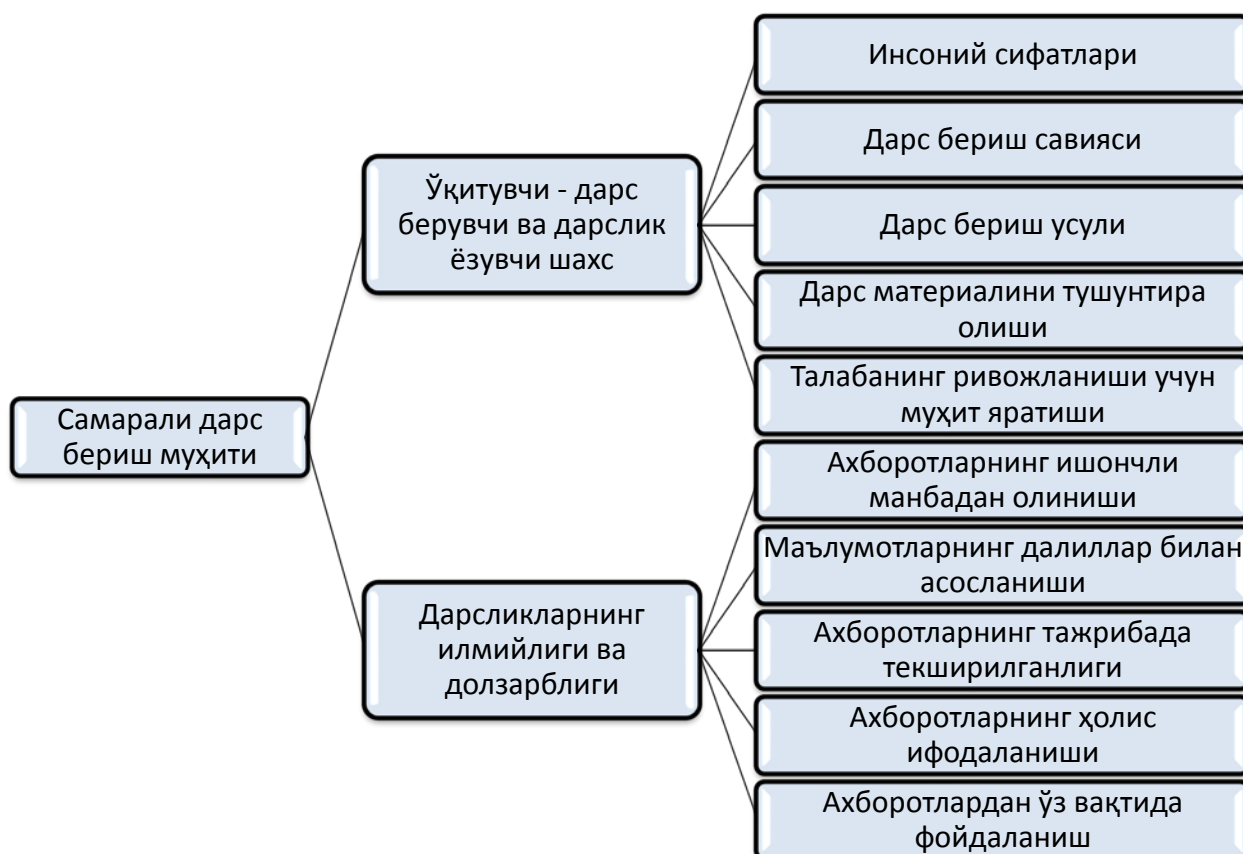 Самарали дарс
бериш муҳити
Ўқитувчи - дарс
берувчи ва дарслик
ёзувчи шахс
Инсоний сифатлари
Дарс бериш савияси
Дарс бериш усули
Дарс материалини тушунтира
олиши
Талабанинг ривожланиши учун
муҳит яратиши
Дарсликларнинг
илмийлиги ва
долзарблиги
Ахборотларнинг ишончли
манбадан олиниши
Маълумотларнинг далиллар билан
асосланиши
Ахборотларнинг тажрибада
текширилганлиги
Ахборотларнинг ҳолис
ифодаланиши
Ахборотлардан ўз вақтида
фойдаланиш